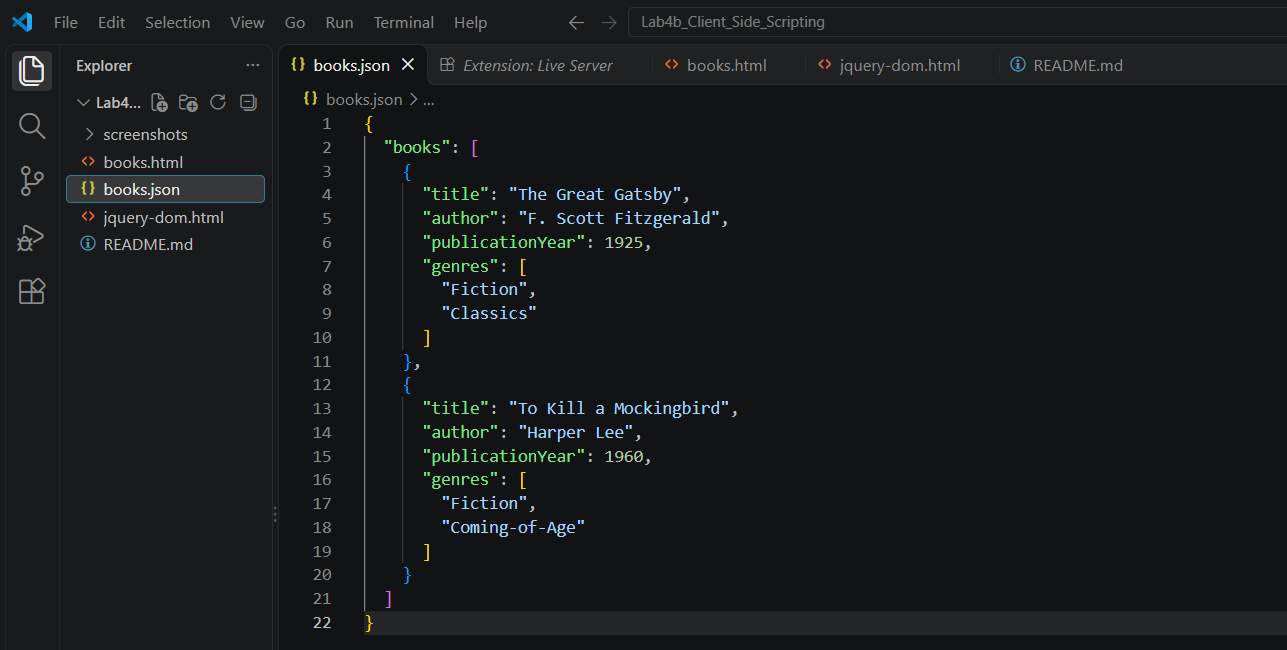 File Edit Selection View Go Run Terminal Help
Lab4b_Client_Side_Scripting
Explorer
Lab4...
screenshots
books.html
books.json
jquery-dom.html
README.md
books.json
Extension: Live Server
books.html
jquery-dom.html
README.md
books.json > ...
1 {
2 "books": [
3 {
4 "title": "The Great Gatsby",
5 "author": "F. Scott Fitzgerald",
6 "publicationYear": 1925,
7 "genres": [
8 "Fiction",
9 "Classics"
10 ]
11 },
12 {
13 "title": "To Kill a Mockingbird",
14 "author": "Harper Lee",
15 "publicationYear": 1960,
16 "genres": [
17 "Fiction",
18 "Coming-of-Age"
19 ]
20 }
21 ]
22 }